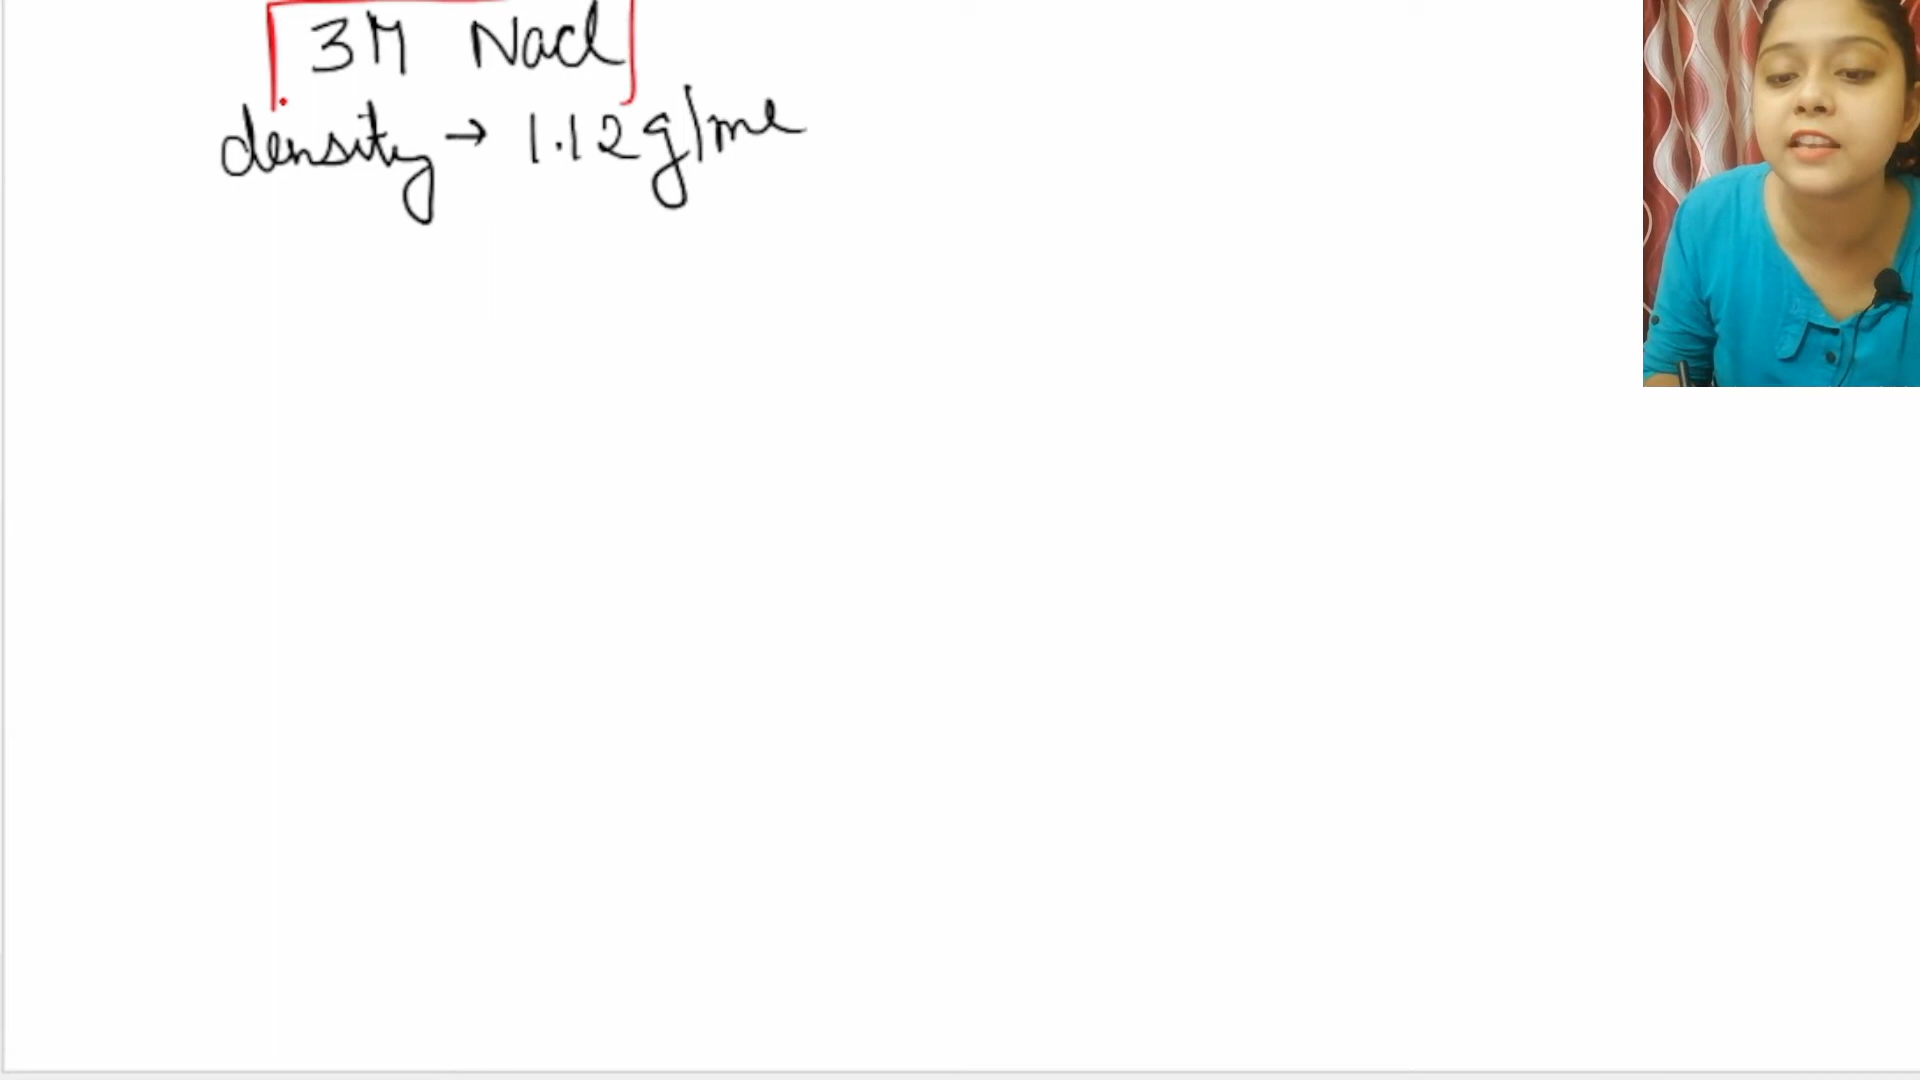 3M Nacl
density → 1.12 g/ml